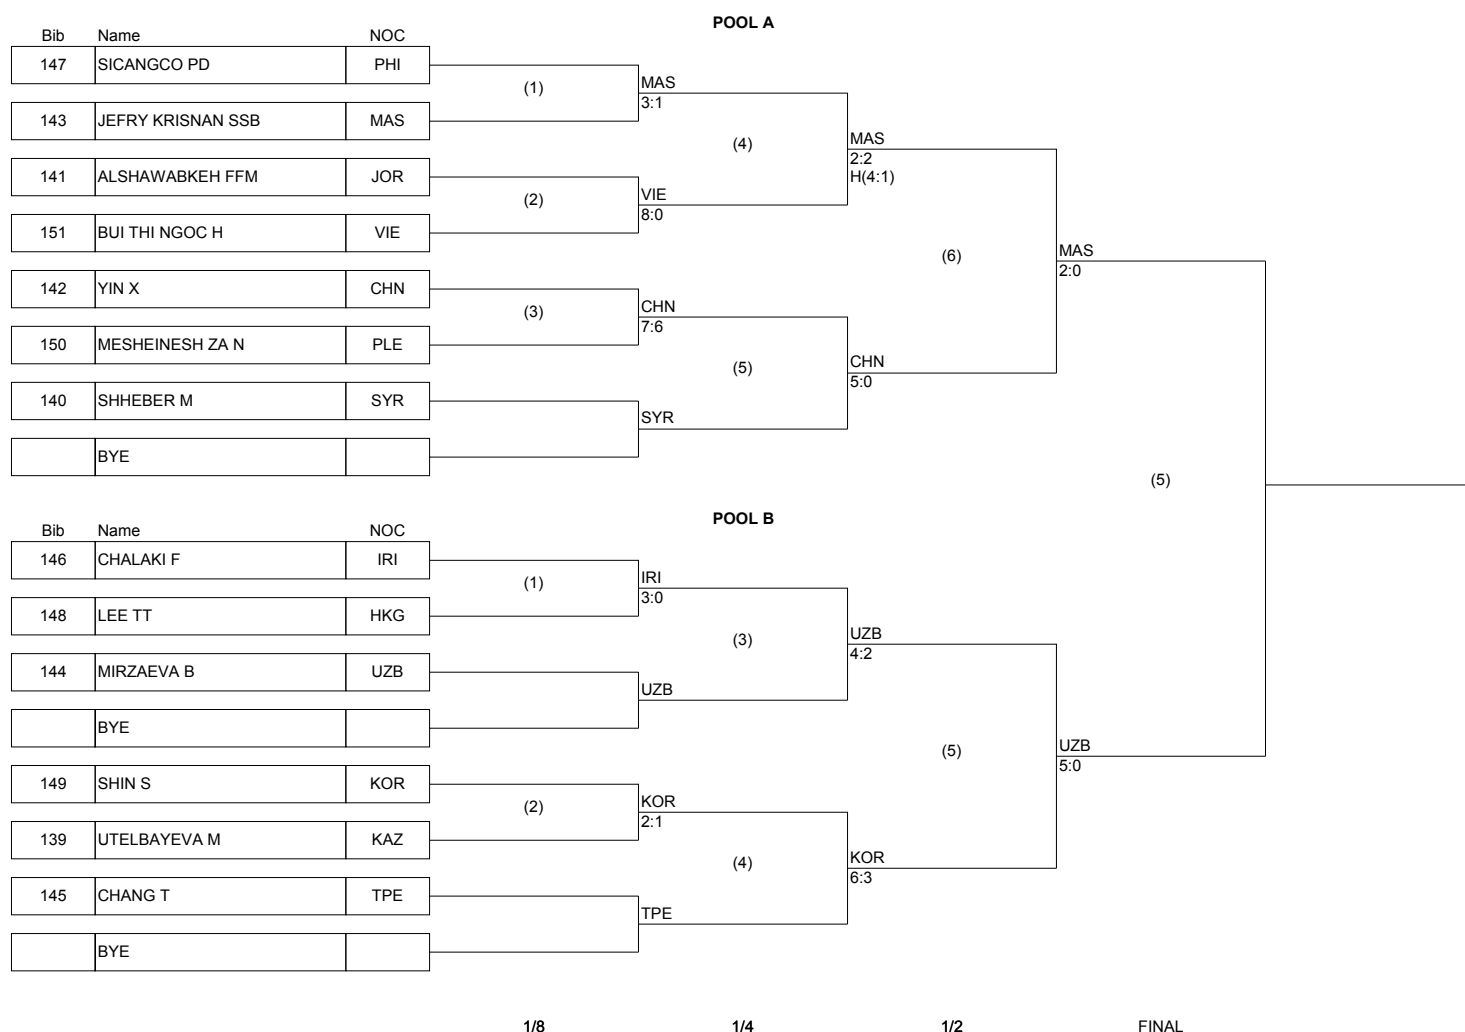 POOL A
Bib Name NOC
147 SICANGCO PD PHI
(1)
MAS
3:1
143 JEFRY KRISNAN SSB MAS
(4)
MAS
2:2
H(4:1)
141 ALSHAWABKEH FFM JOR
(2)
VIE
8:0
151 BUI THI NGOC H VIE
(6)
MAS
2:0
142 YIN X CHN
(3)
CHN
7:6
150 MESHEINESH ZA N PLE
(5)
CHN
5:0
140 SHHEBER M SYR
SYR
BYE
(5)
POOL B
Bib Name NOC
146 CHALAKI F IRI
(1)
IRI
3:0
148 LEE TT HKG
(3)
UZB
4:2
144 MIRZAEVA B UZB
UZB
BYE
(5)
UZB
5:0
149 SHIN S KOR
(2)
KOR
2:1
139 UTELBAYEVA M KAZ
(4)
KOR
6:3
145 CHANG T TPE
TPE
BYE
1/8 1/4 1/2 FINAL